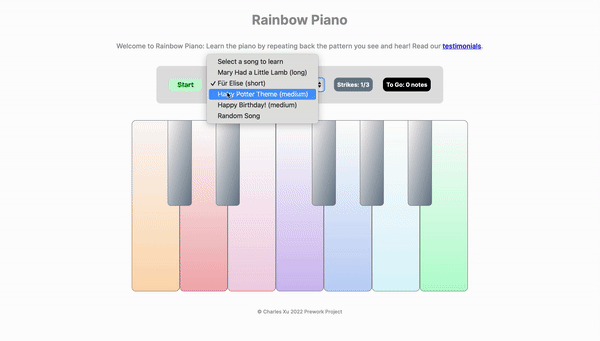 Rainbow Piano
Welcome to Rainbow Piano: Learn the piano by repeating back the pattern you see and hear! Read our testimonials.
Start
Select a song to learn
Mary Had a Little Lamb (long)
✓ Für Elise (short)
Harry Potter Theme (medium)
Happy Birthday! (medium)
Random Song
Strikes: 1/3
To Go: 0 notes
© Charles Xu 2022 Prework Project